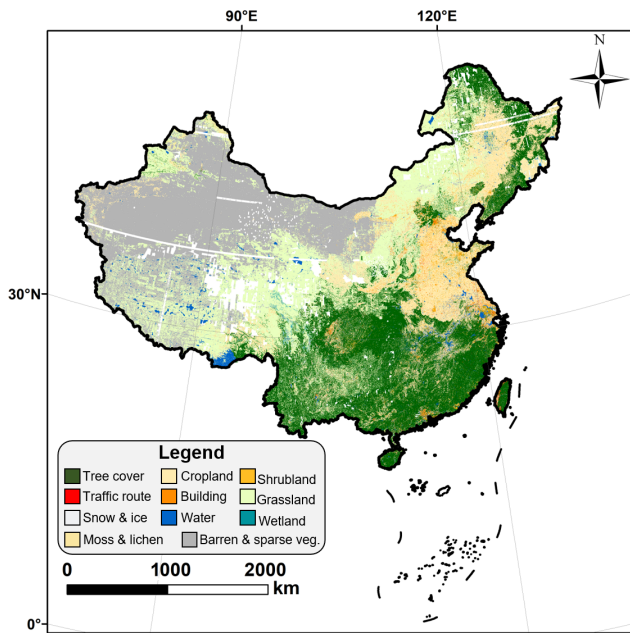 90°E 120°E
N
30°N
Legend
Tree cover Cropland Shrubland
Traffic route Building Grassland
Snow & ice Water Wetland
Moss & lichen Barren & sparse veg.
0 1000 2000
km
0°